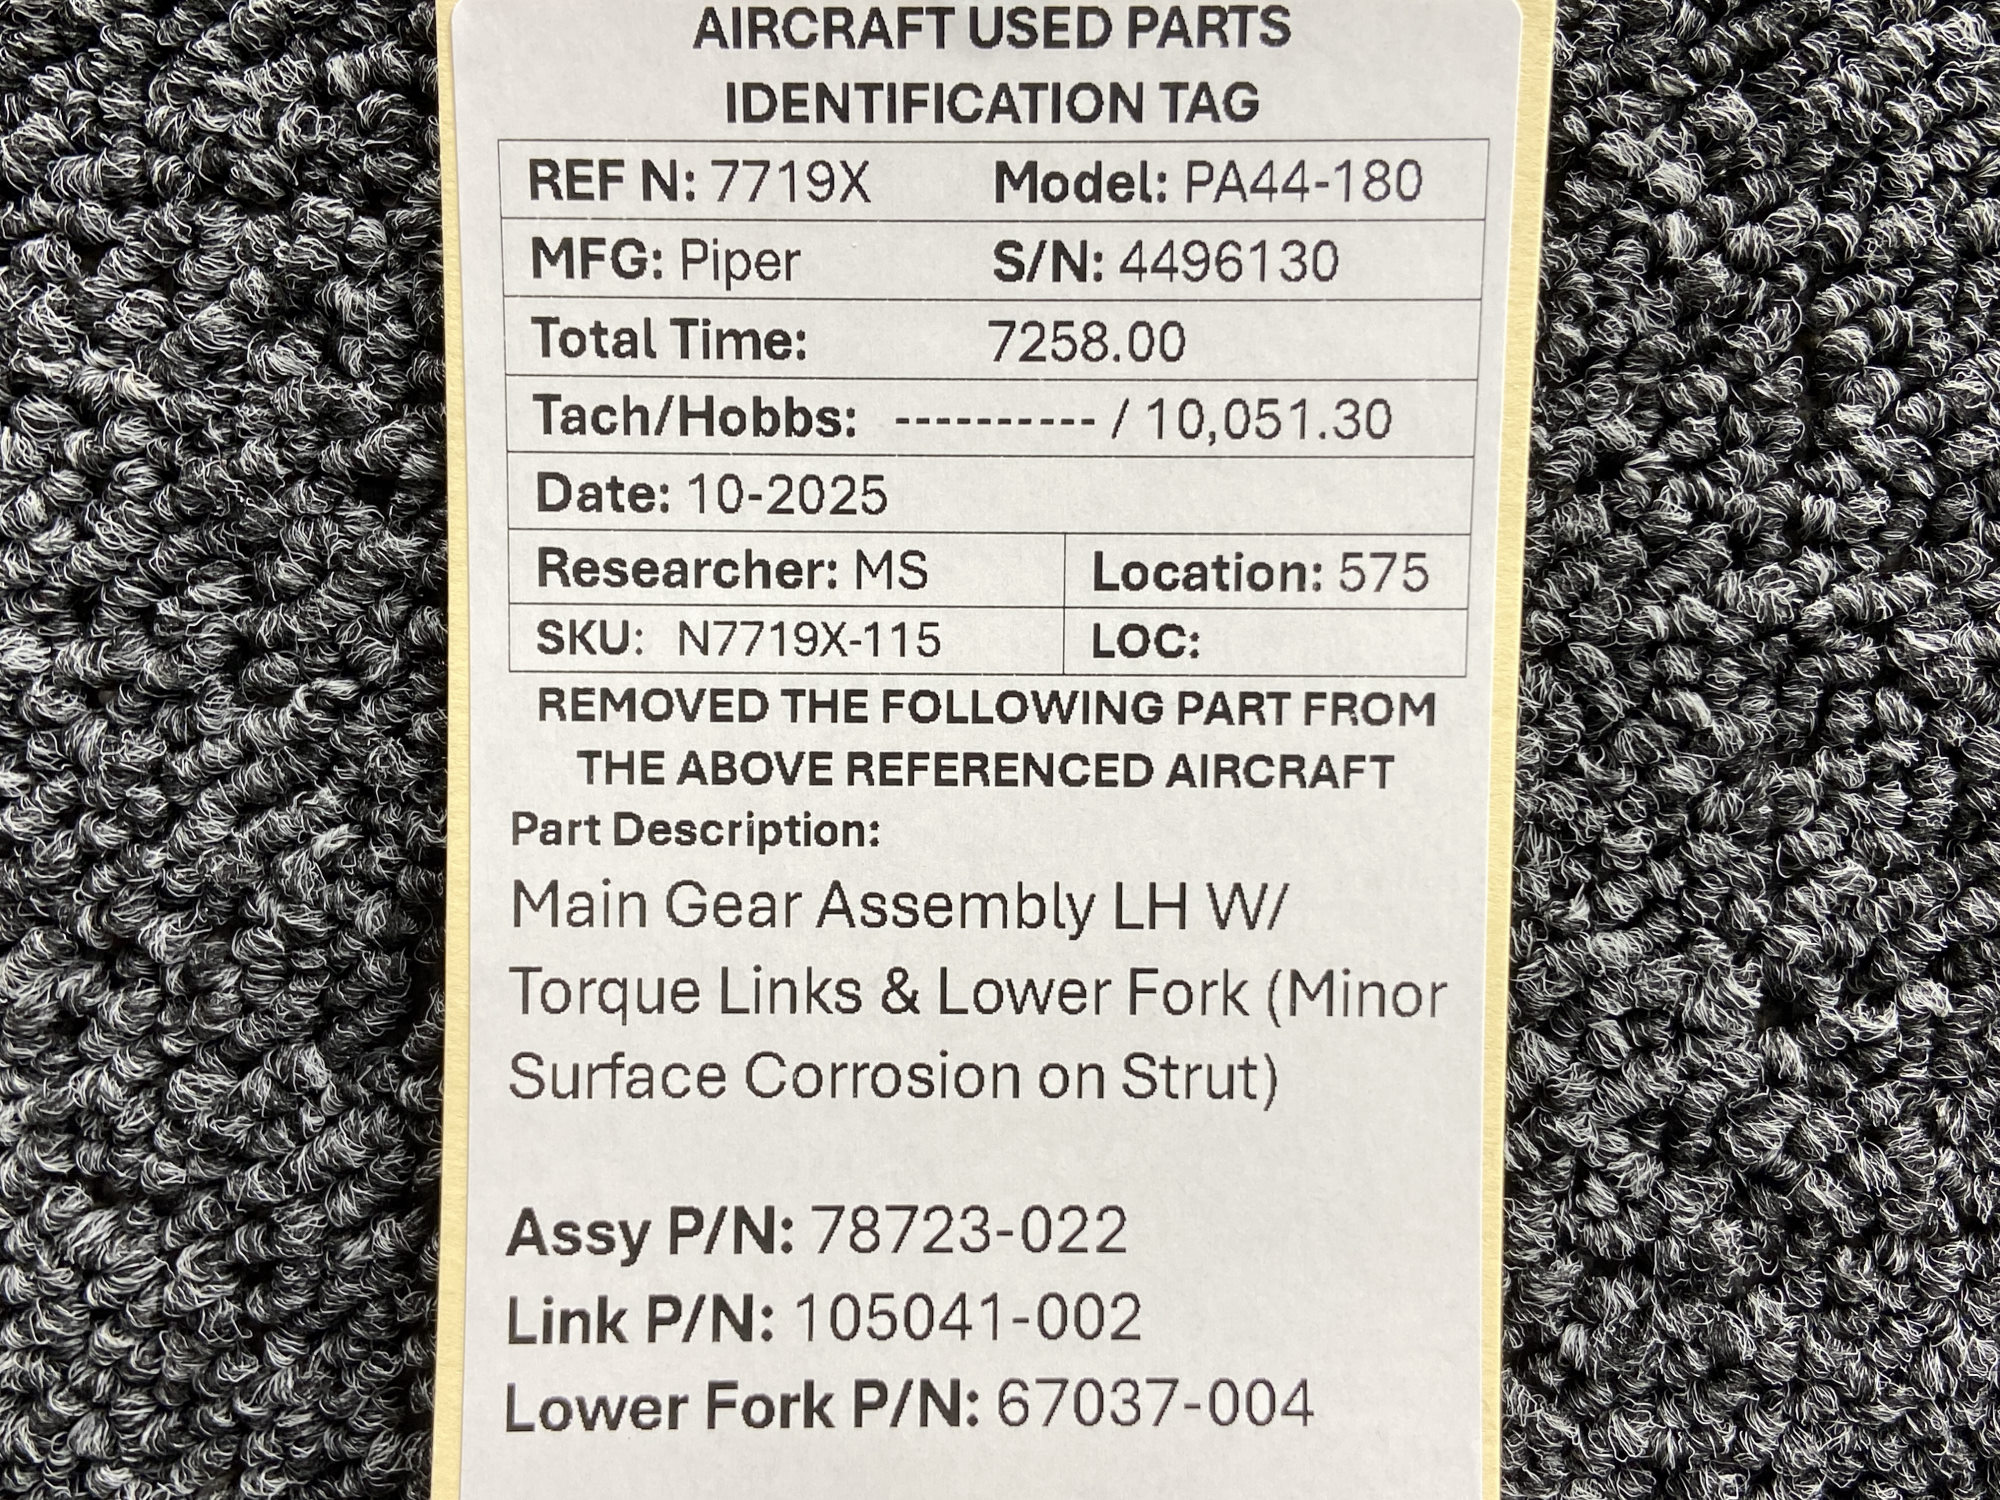 AIRCRAFT USED PARTS
IDENTIFICATION TAG
REF N: 7719X Model: PA44-180
MFG: Piper S/N: 4496130
Total Time: 7258.00
Tach/Hobbs: ---------- / 10,051.30
Date: 10-2025
Researcher: MS Location: 575
SKU: N7719X-115 LOC:
REMOVED THE FOLLOWING PART FROM
THE ABOVE REFERENCED AIRCRAFT
Part Description:
Main Gear Assembly LH W/
Torque Links & Lower Fork (Minor
Surface Corrosion on Strut)
Assy P/N: 78723-022
Link P/N: 105041-002
Lower Fork P/N: 67037-004